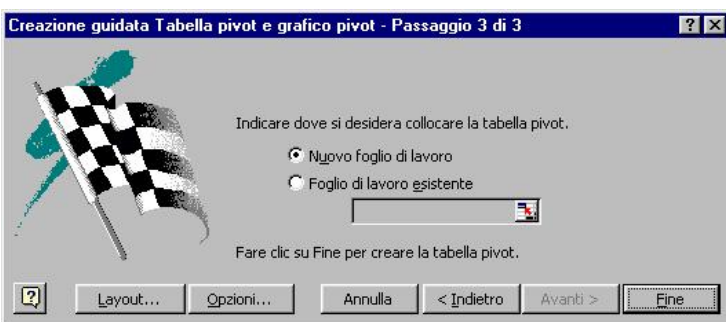 Creazione guidata Tabella pivot e grafico pivot - Passaggio 3 di 3
Indicare dove si desidera collocare la tabella pivot.
Nuovo foglio di lavoro
Foglio di lavoro esistente
Fare clic su Fine per creare la tabella pivot.
Layout... Opzioni... Annulla < Indietro Avanti > Fine